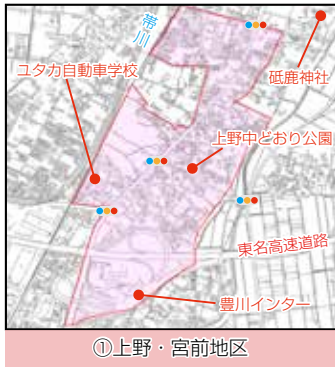 帯川
ユタカ自動車学校
砥鹿神社
上野中どおり公園
東名高速道路
豊川インター
①上野・宮前地区